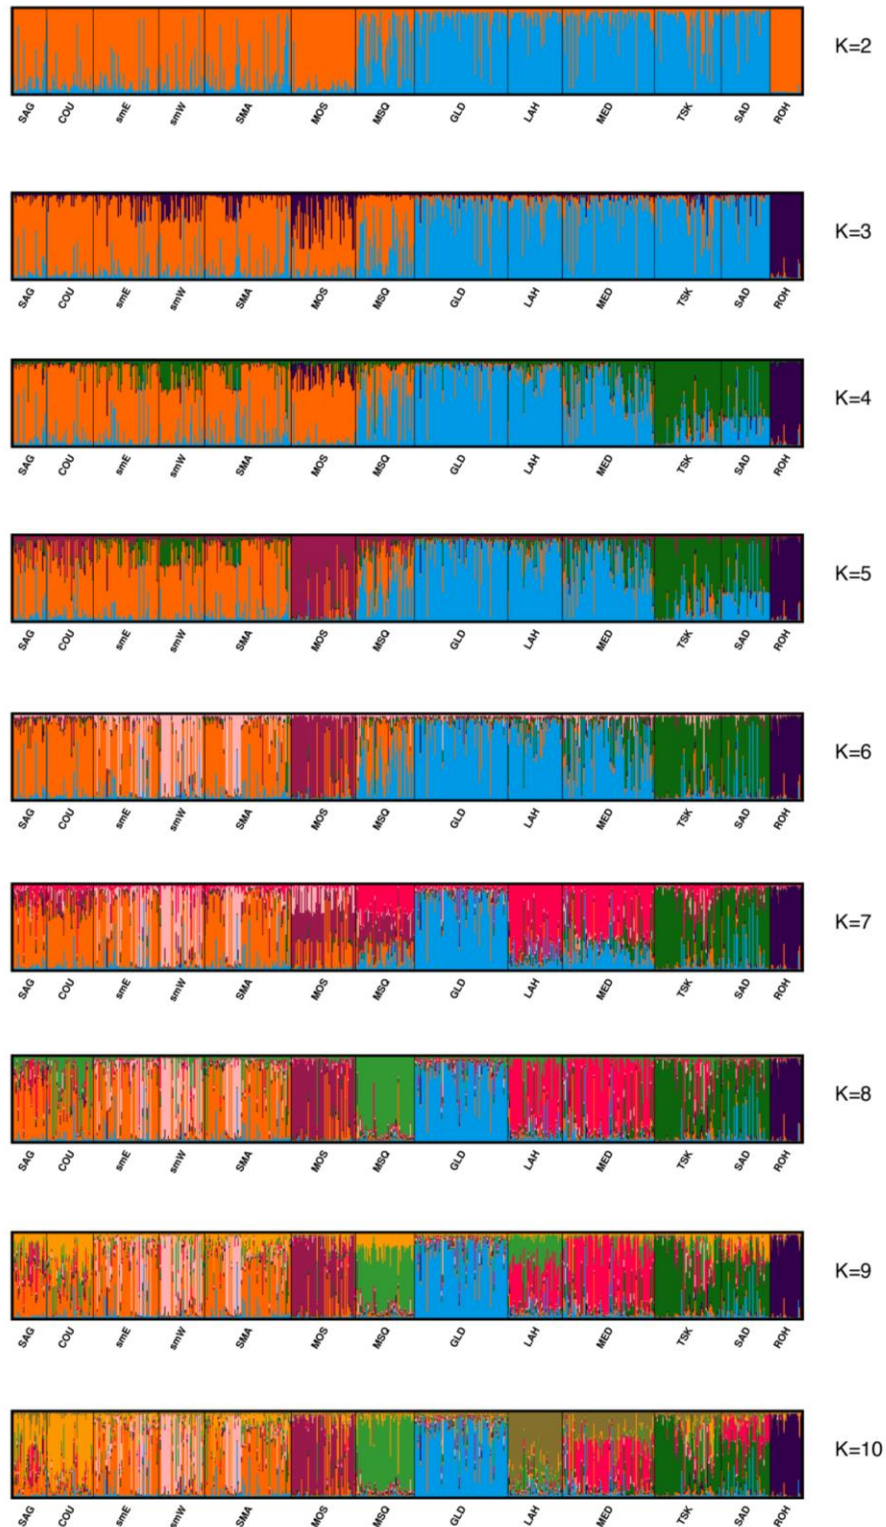 K=2
SAG COU smE smW SMA MOS MSQ GLD LAH MED TSK SAD ROH
K=3
SAG COU smE smW SMA MOS MSQ GLD LAH MED TSK SAD ROH
K=4
SAG COU smE smW SMA MOS MSQ GLD LAH MED TSK SAD ROH
K=5
SAG COU smE smW SMA MOS MSQ GLD LAH MED TSK SAD ROH
K=6
SAG COU smE smW SMA MOS MSQ GLD LAH MED TSK SAD ROH
K=7
SAG COU smE smW SMA MOS MSQ GLD LAH MED TSK SAD ROH
K=8
SAG COU smE smW SMA MOS MSQ GLD LAH MED TSK SAD ROH
K=9
SAG COU smE smW SMA MOS MSQ GLD LAH MED TSK SAD ROH
K=10
SAG COU smE smW SMA MOS MSQ GLD LAH MED TSK SAD ROH